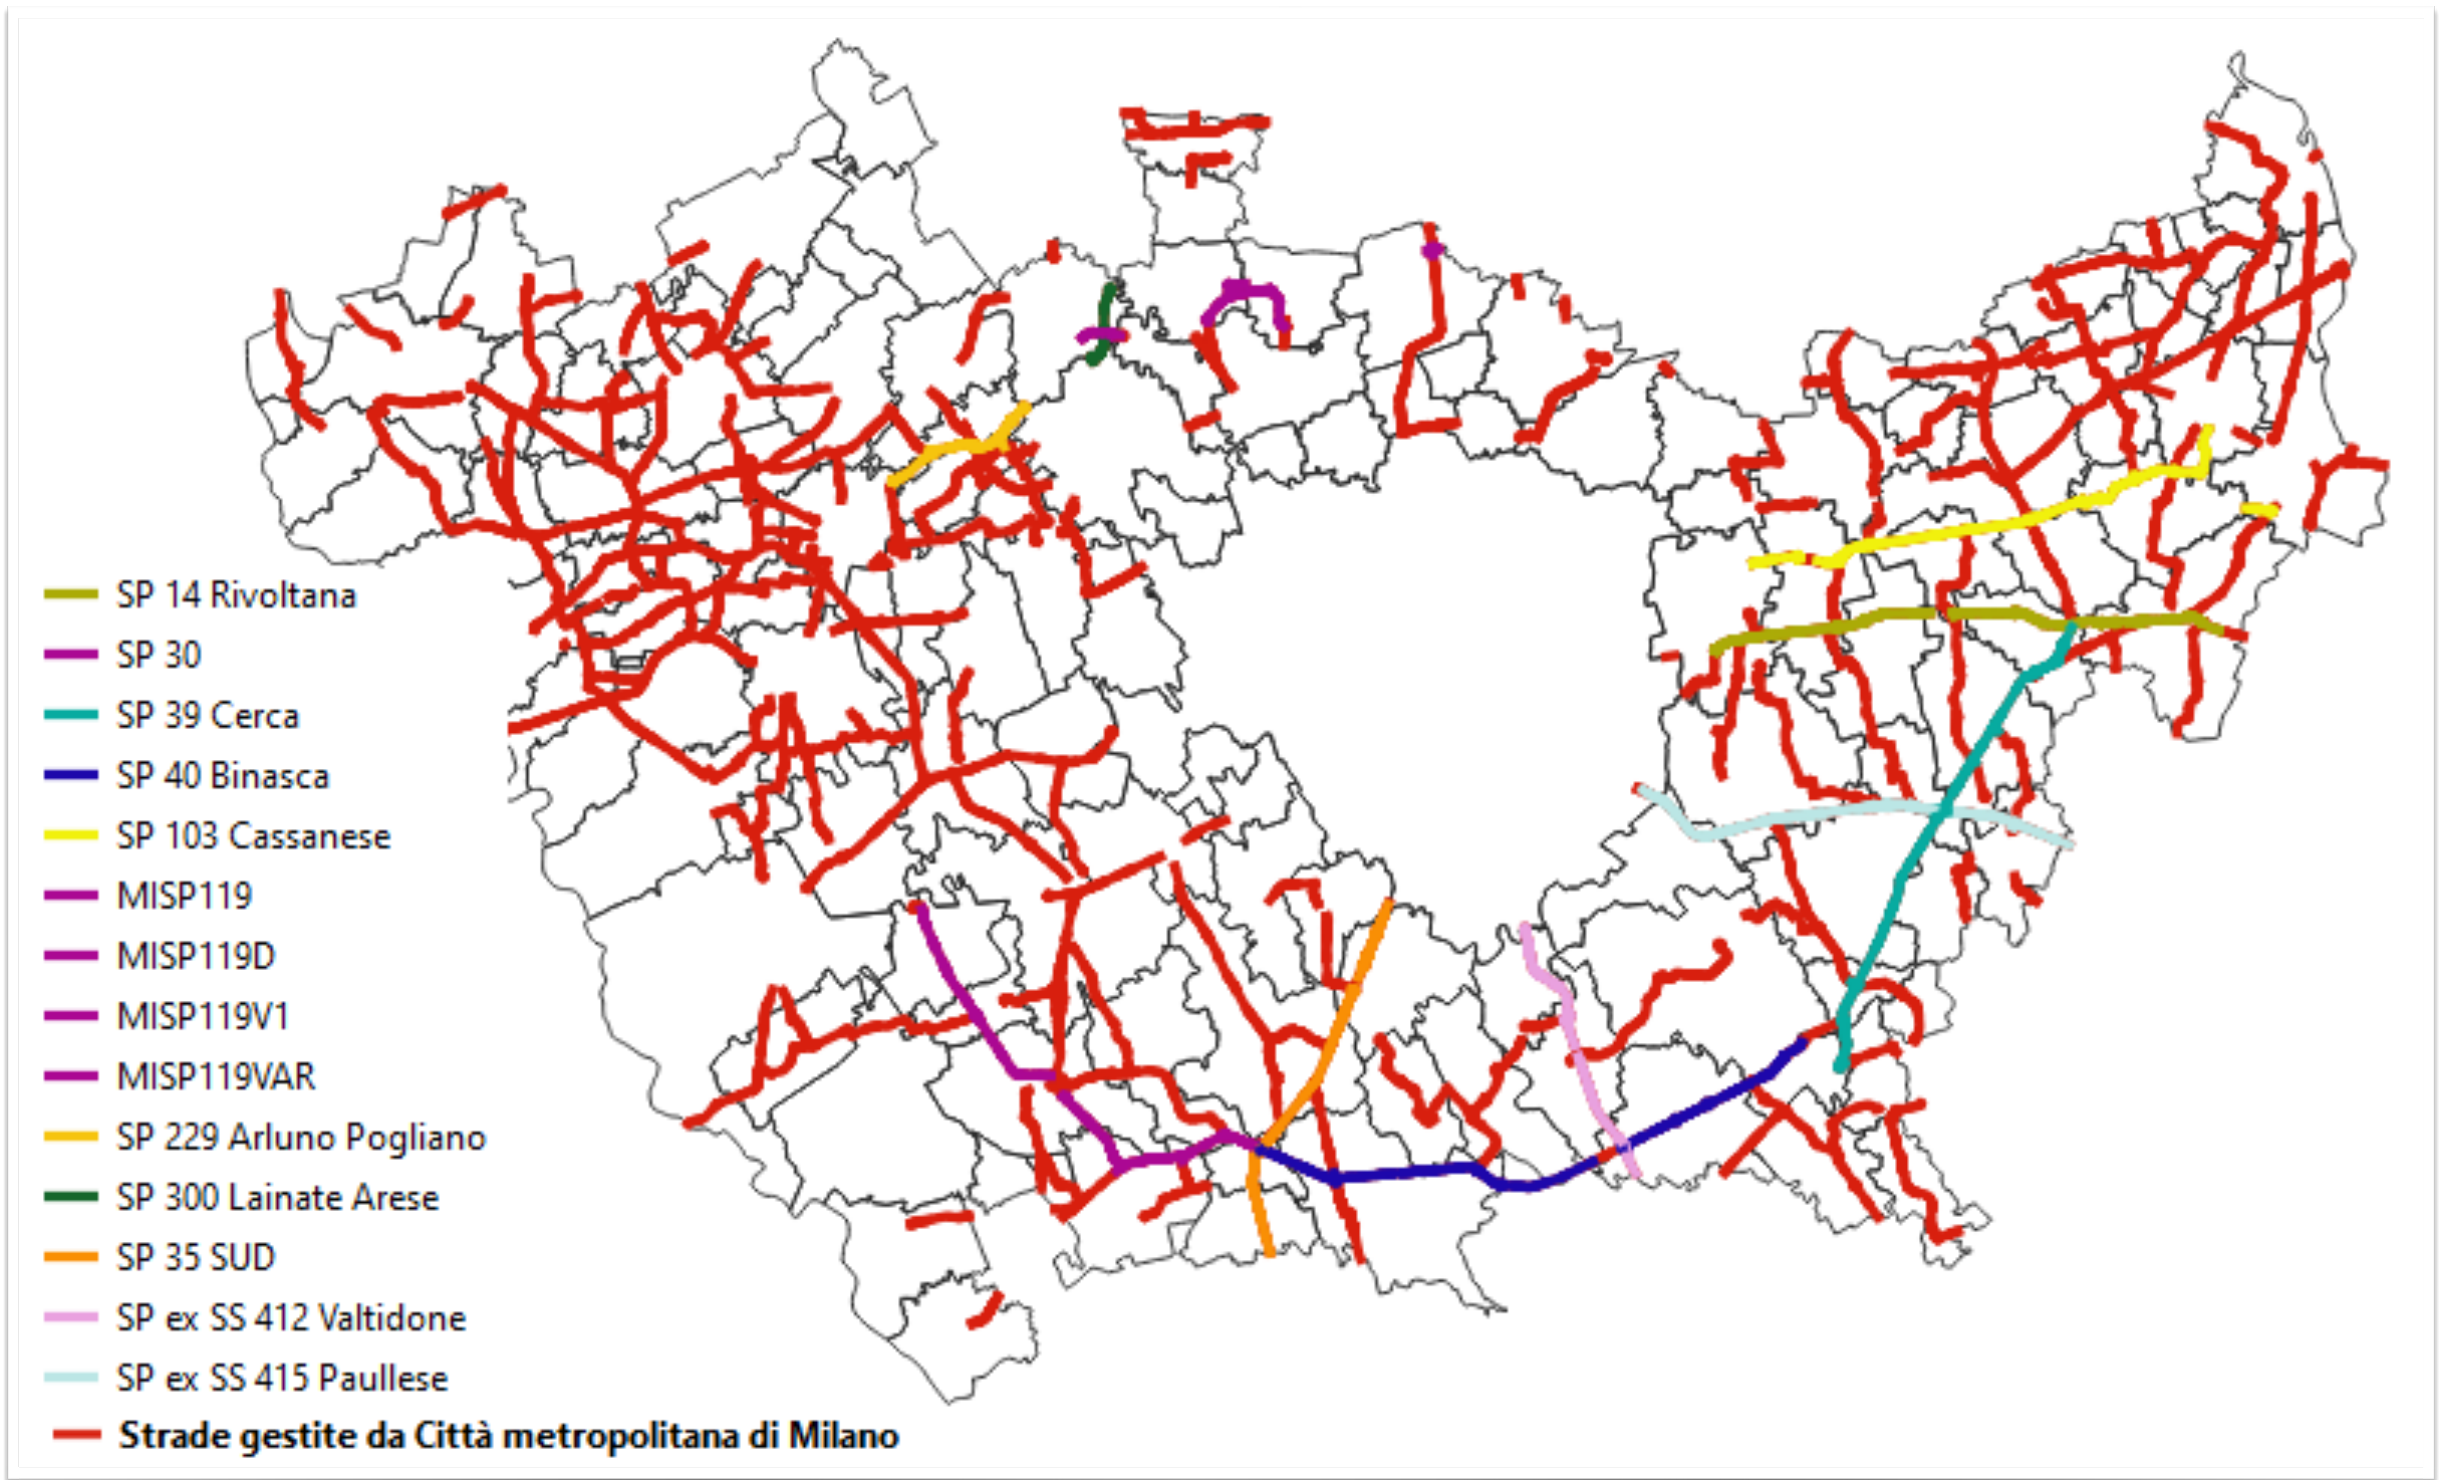 SP 14 Rivoltana
SP 30
SP 39 Cerca
SP 40 Binasca
SP 103 Cassanese
MISP119
MISP119D
MISP119V1
MISP119VAR
SP 229 Arluno Pogliano
SP 300 Lainate Arese
SP 35 SUD
SP ex SS 412 Valtidone
SP ex SS 415 Paullese
Strade gestite da Città metropolitana di Milano